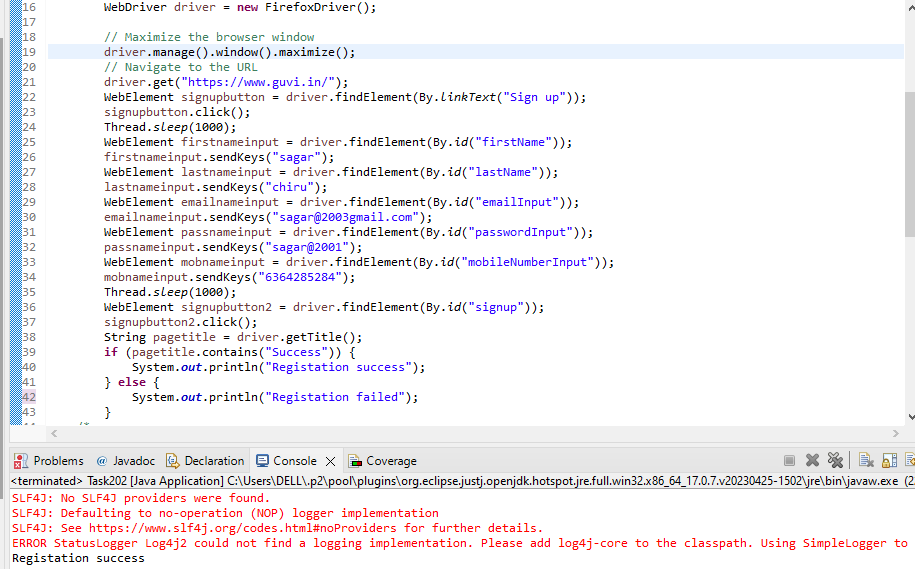 16 WebDriver driver = new FirefoxDriver();
17
18 // Maximize the browser window
19 driver.manage().window().maximize();
20 // Navigate to the URL
21 driver.get("https://www.guvi.in/");
22 WebElement signupbutton = driver.findElement(By.linkText("Sign up"));
23 signupbutton.click();
24 Thread.sleep(1000);
25 WebElement firstnameinput = driver.findElement(By.id("firstName"));
26 firstnameinput.sendKeys("sagar");
27 WebElement lastnameinput = driver.findElement(By.id("lastName"));
28 lastnameinput.sendKeys("chiru");
29 WebElement emailnameinput = driver.findElement(By.id("emailInput"));
30 emailnameinput.sendKeys("sagar@2003gmail.com");
31 WebElement passnameinput = driver.findElement(By.id("passwordInput"));
32 passnameinput.sendKeys("sagar@2001");
33 WebElement mobnameinput = driver.findElement(By.id("mobileNumberInput"));
34 mobnameinput.sendKeys("6364285284");
35 Thread.sleep(1000);
36 WebElement signupbutton2 = driver.findElement(By.id("signup"));
37 signupbutton2.click();
38 String pagetitle = driver.getTitle();
39 if (pagetitle.contains("Success")) {
40 System.out.println("Registation success");
41 } else {
42 System.out.println("Registation failed");
43 }
Problems @ Javadoc Declaration Console Coverage
<terminated> Task202 [Java Application] C:\Users\DELL\.p2\pool\plugins\org.eclipse.justj.openjdk.hotspot.jre.full.win32.x86_64_17.0.7.v20230425-1502\jre\bin\javaw.exe (2
SLF4J: No SLF4J providers were found.
SLF4J: Defaulting to no-operation (NOP) logger implementation
SLF4J: See https://www.slf4j.org/codes.html#noProviders for further details.
ERROR StatusLogger Log4j2 could not find a logging implementation. Please add log4j-core to the classpath. Using SimpleLogger to
Registation success